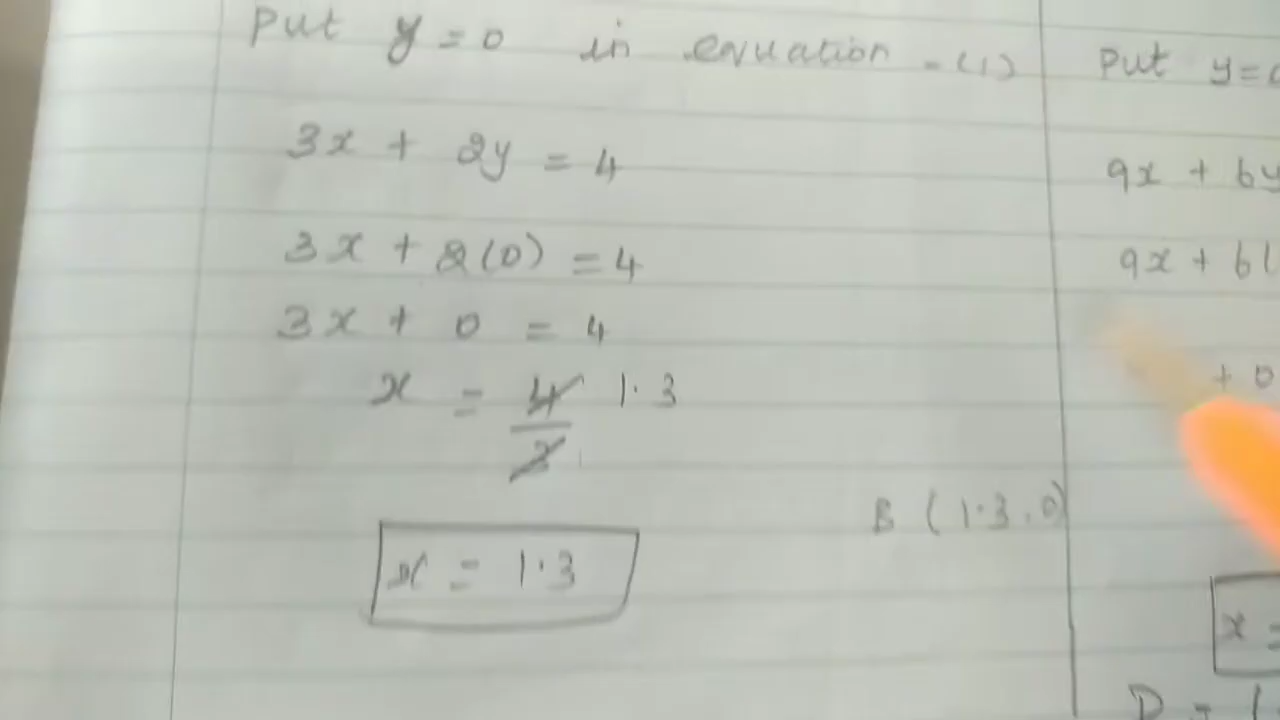 Put y = 0 in equation - (1)
3x + 2y = 4
3x + 2(0) = 4
3x + 0 = 4
x = 4/3 1.3
x = 1.3
B (1.3, 0)
Put y =
9x + 6y
9x + 6(
+ 0
x =
D = (